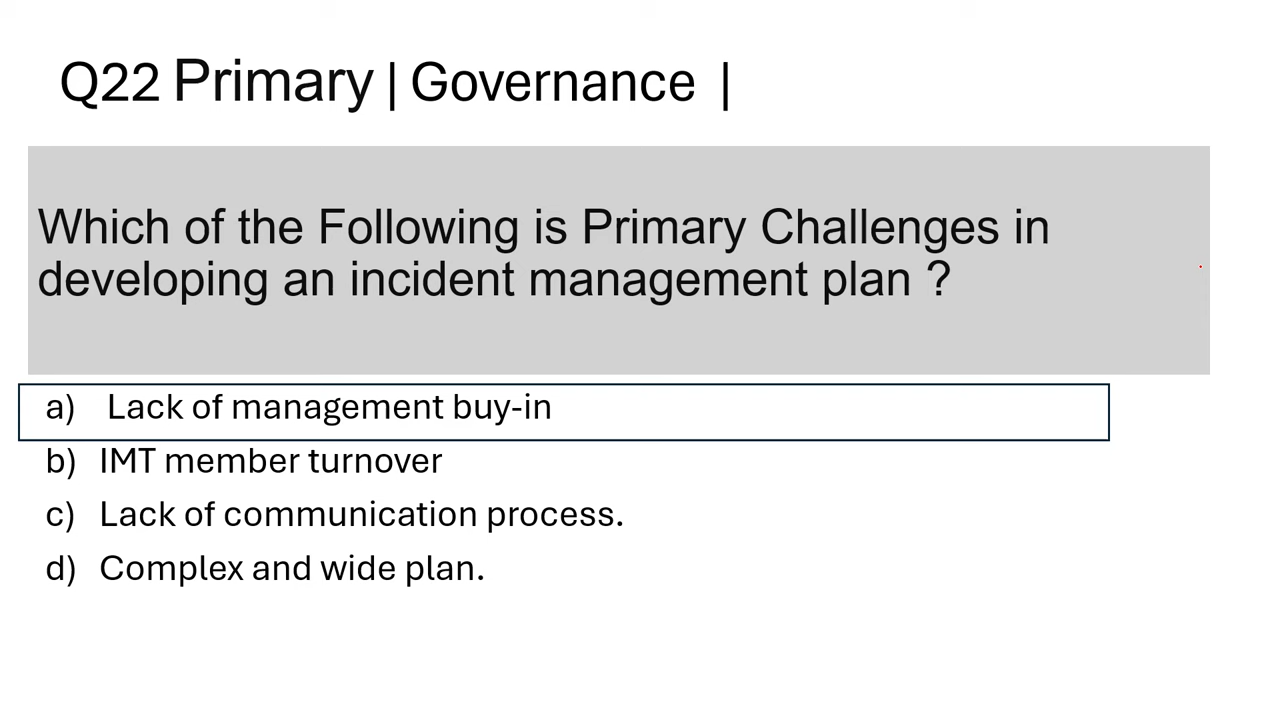 Q22 Primary | Governance |
Which of the Following is Primary Challenges in
developing an incident management plan ?
a) Lack of management buy-in
b) IMT member turnover
c) Lack of communication process.
d) Complex and wide plan.